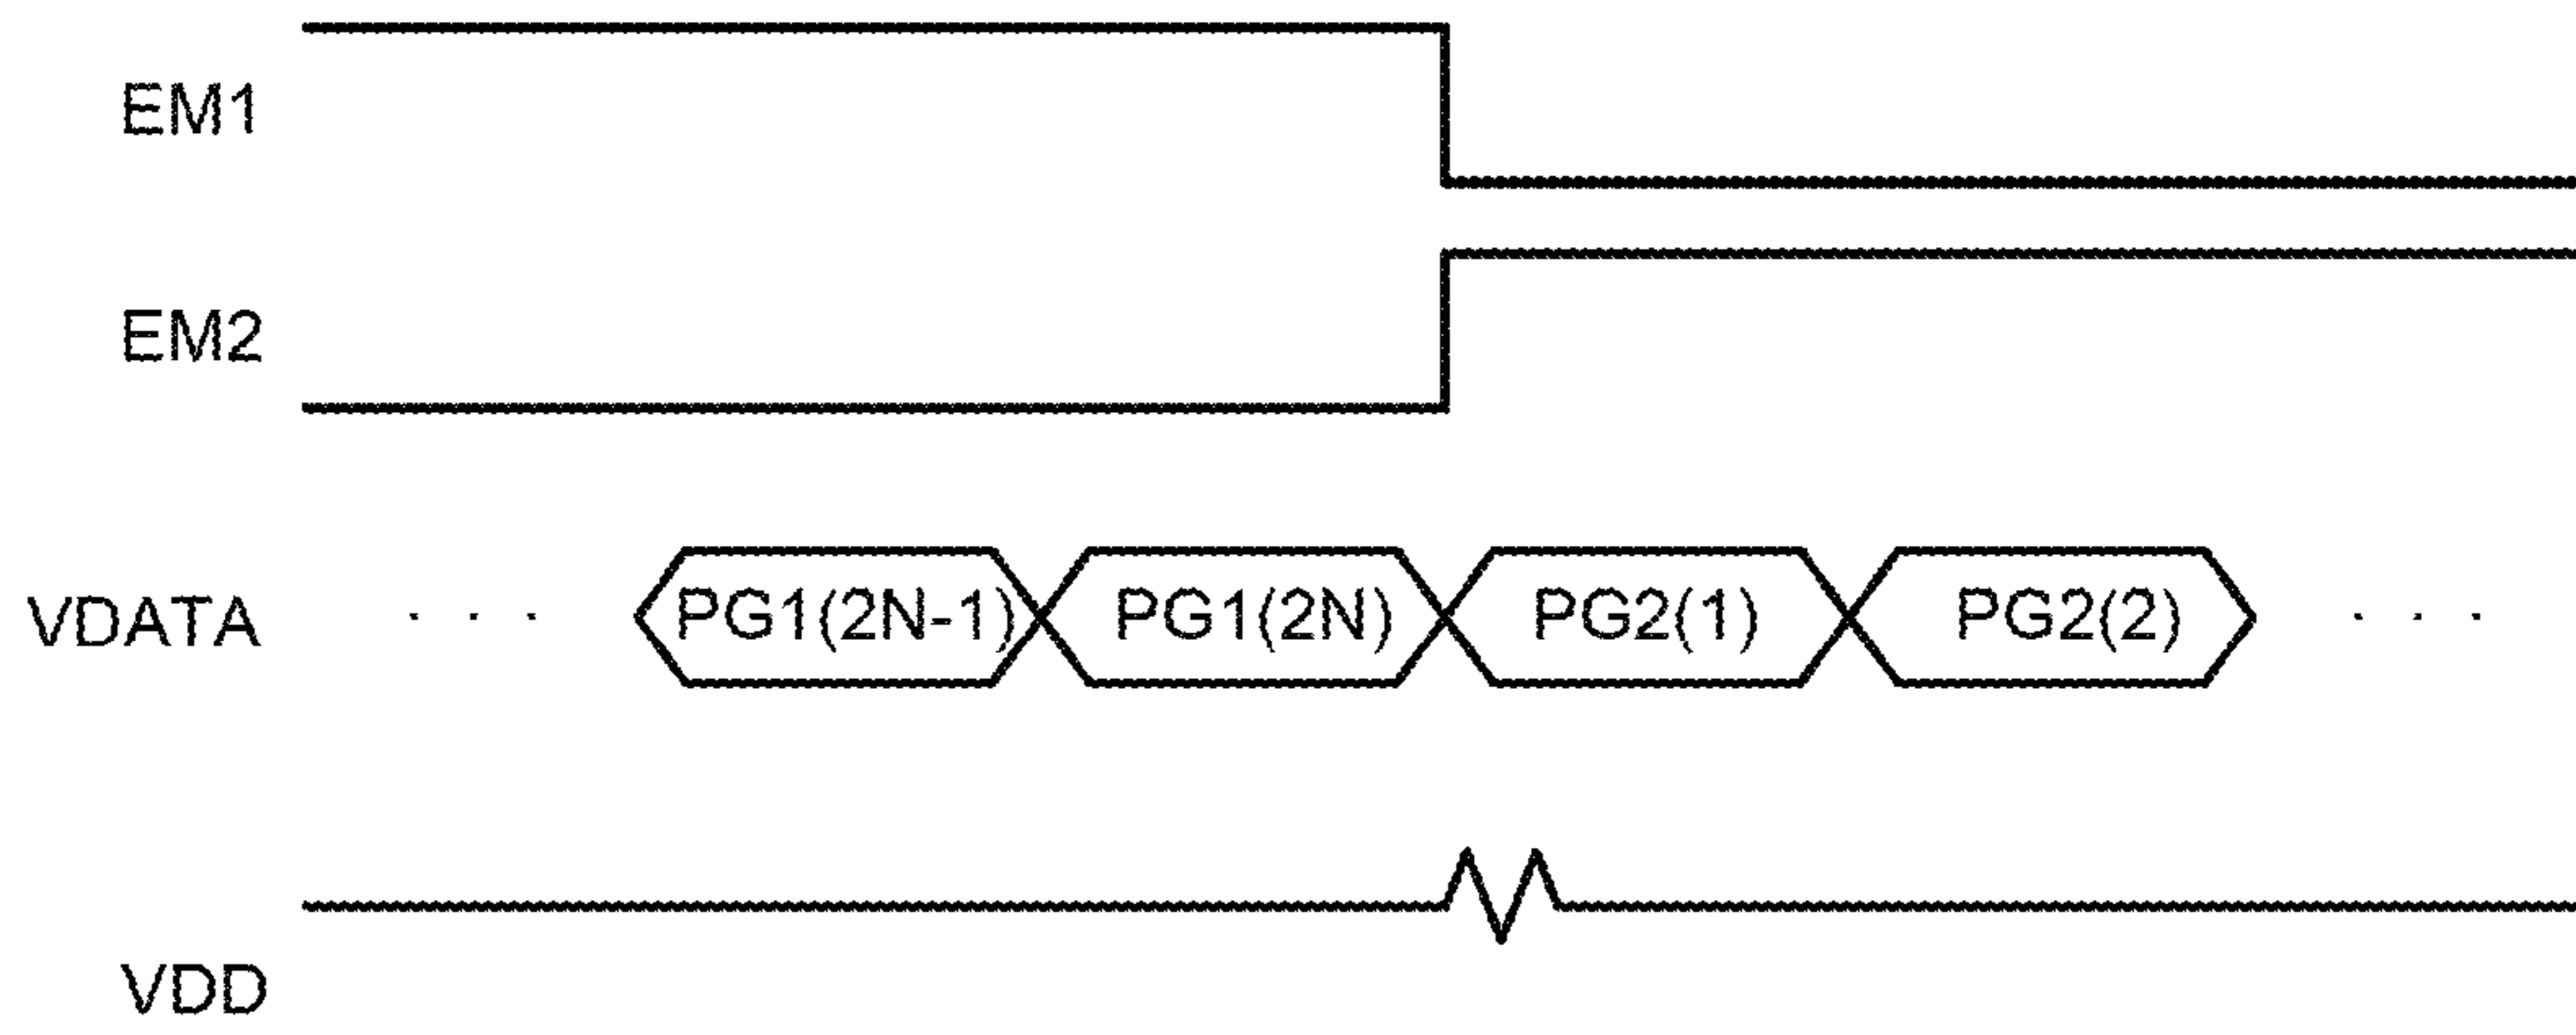 EM1
EM2
VDATA . . . PG1(2N-1) PG1(2N) PG2(1) PG2(2) . . .
VDD